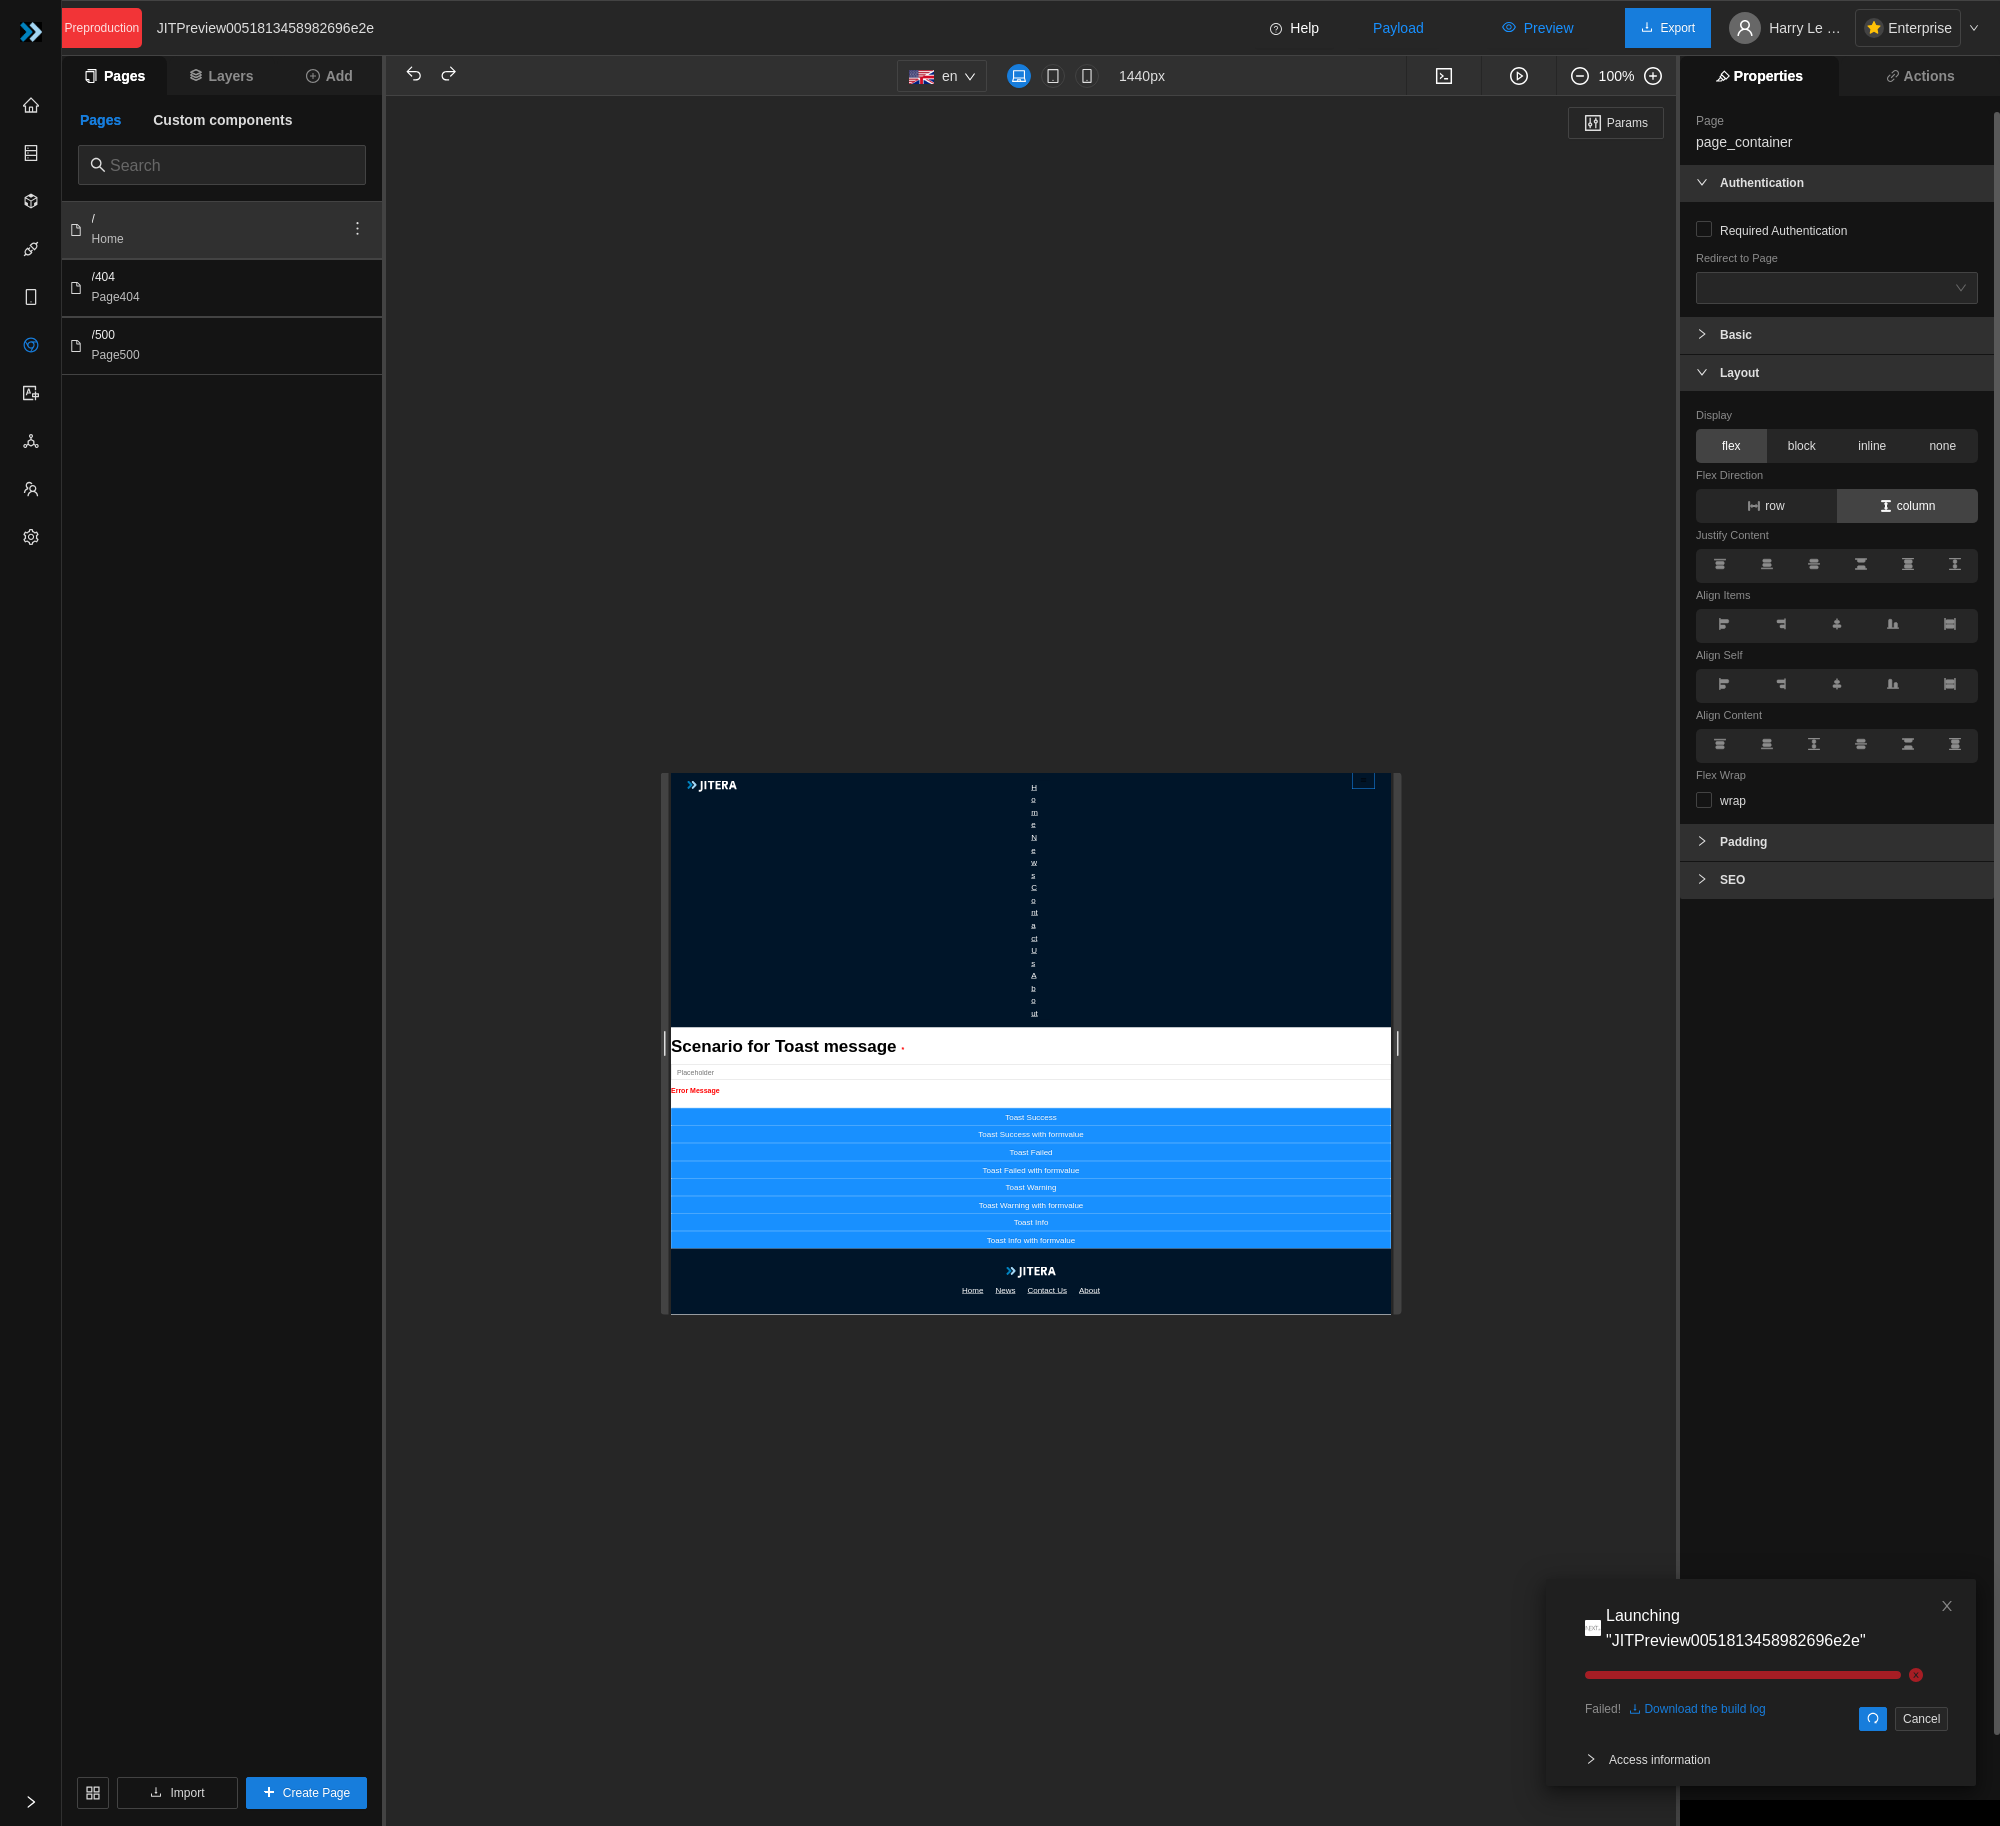 Preproduction
JITPreview0051813458982696e2e
Help
Payload
Preview
Export
Harry Le ...
Enterprise
Pages
Layers
Add
en
1440px
100%
Properties
Actions
Pages
Custom components
Search
/
Home
/404
Page404
/500
Page500
Params
Page
page_container
Authentication
Required Authentication
Redirect to Page
Basic
Layout
Display
flex
block
inline
none
Flex Direction
row
column
Justify Content
Align Items
Align Self
Align Content
Flex Wrap
wrap
Padding
SEO
JITERA
H
o
m
e
N
e
w
s
C
o
nt
a
ct
U
s
A
b
o
ut
Scenario for Toast message *
Placeholder
Error Message
Toast Success
Toast Success with formvalue
Toast Failed
Toast Failed with formvalue
Toast Warning
Toast Warning with formvalue
Toast Info
Toast Info with formvalue
JITERA
Home
News
Contact Us
About
Launching
"JITPreview0051813458982696e2e"
Failed!
Download the build log
Cancel
Access information
Import
Create Page